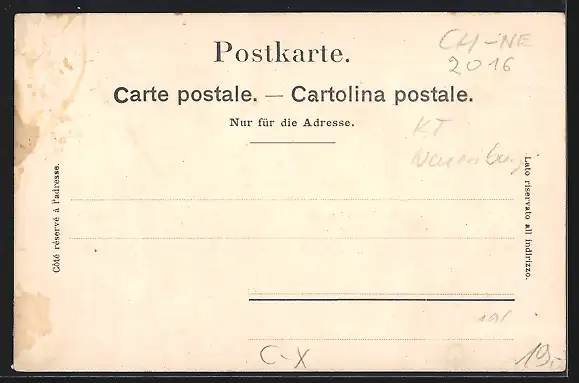 Postkarte.
CH-NE
2016
Carte postale. — Cartolina postale.
Nur für die Adresse.
KT
Côté réservé à l'adresse.
Lato riservato all indirizzo.
C-X
19.-